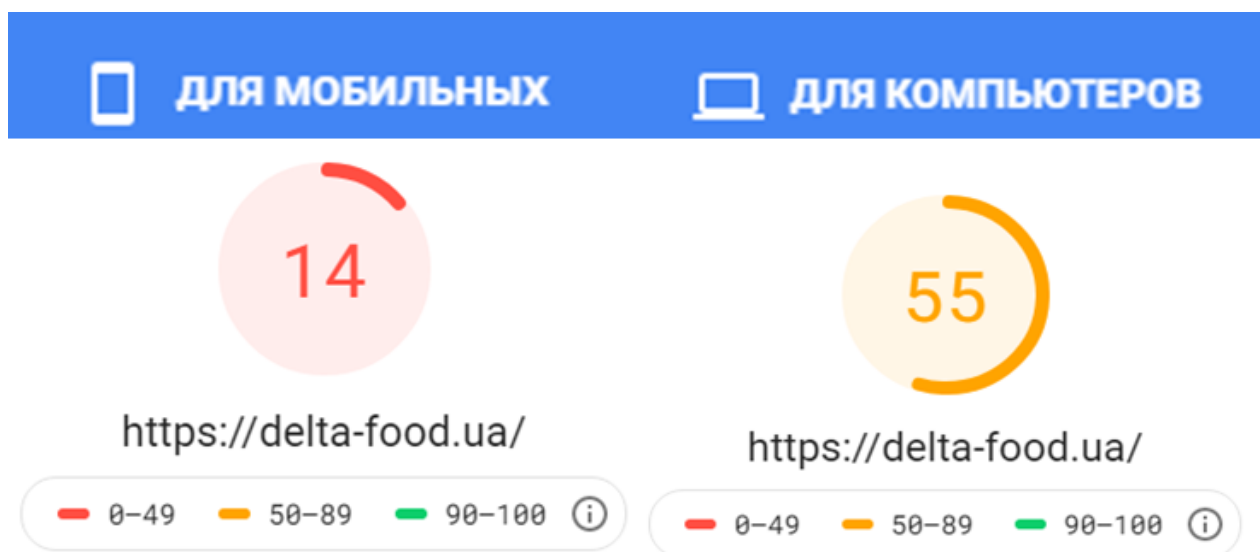 ДЛЯ МОБИЛЬНЫХ
14
https://delta-food.ua/
0–49 50–89 90–100
ДЛЯ КОМПЬЮТЕРОВ
55
https://delta-food.ua/
0–49 50–89 90–100